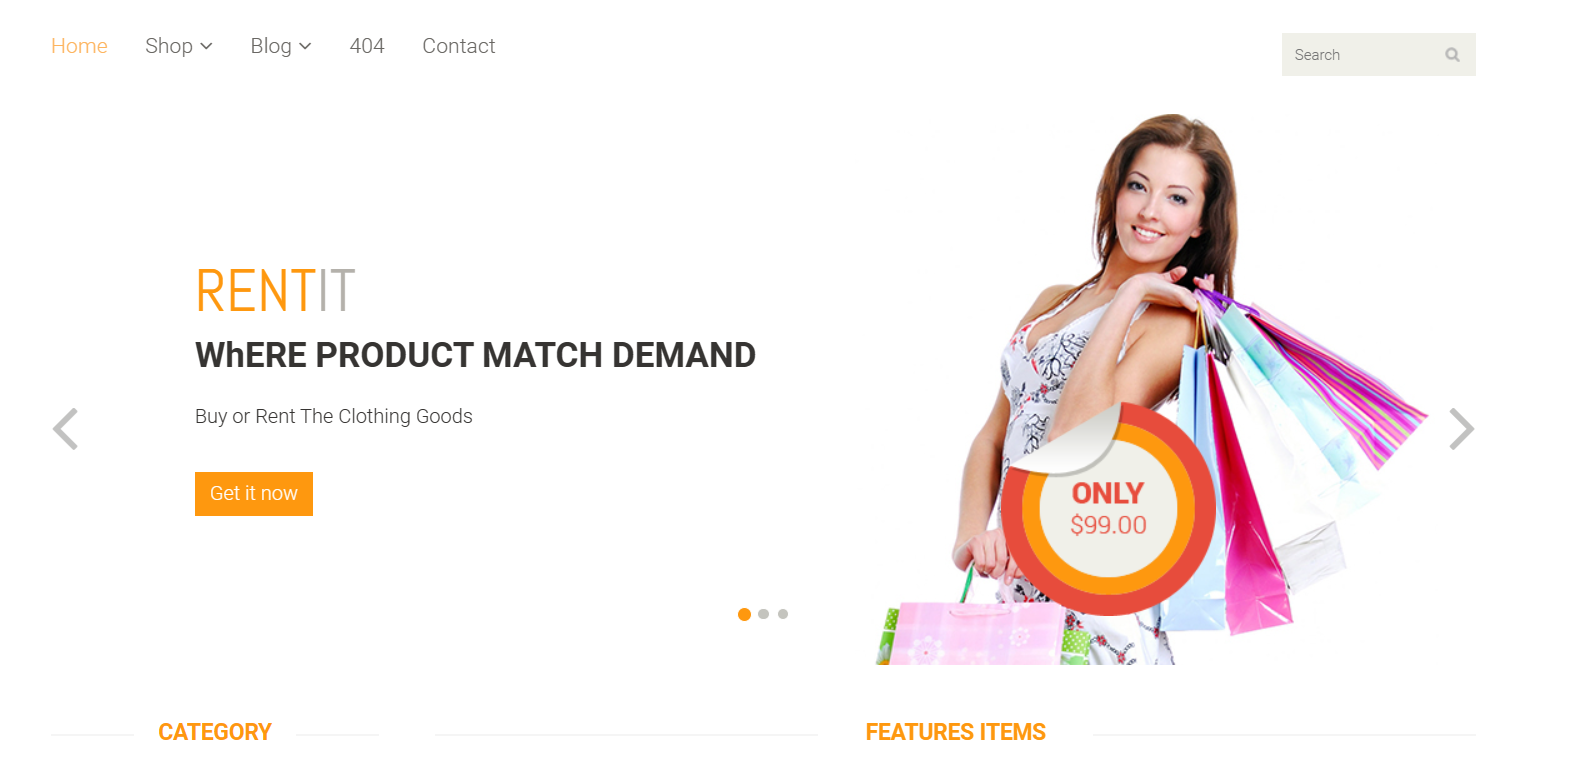 Home Shop Blog 404 Contact
Search
RENTIT
WhERE PRODUCT MATCH DEMAND
Buy or Rent The Clothing Goods
Get it now
ONLY
$99.00
CATEGORY
FEATURES ITEMS